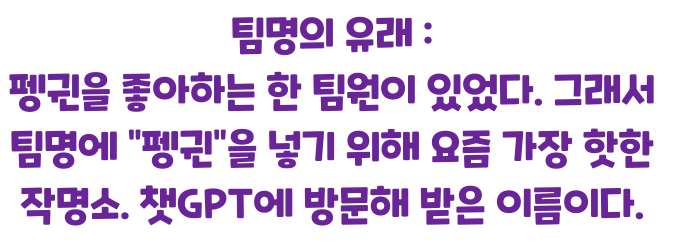 팀명의 유래 :
펭귄을 좋아하는 한 팀원이 있었다. 그래서
팀명에 "펭귄"을 넣기 위해 요즘 가장 핫한
작명소. 챗GPT에 방문해 받은 이름이다.